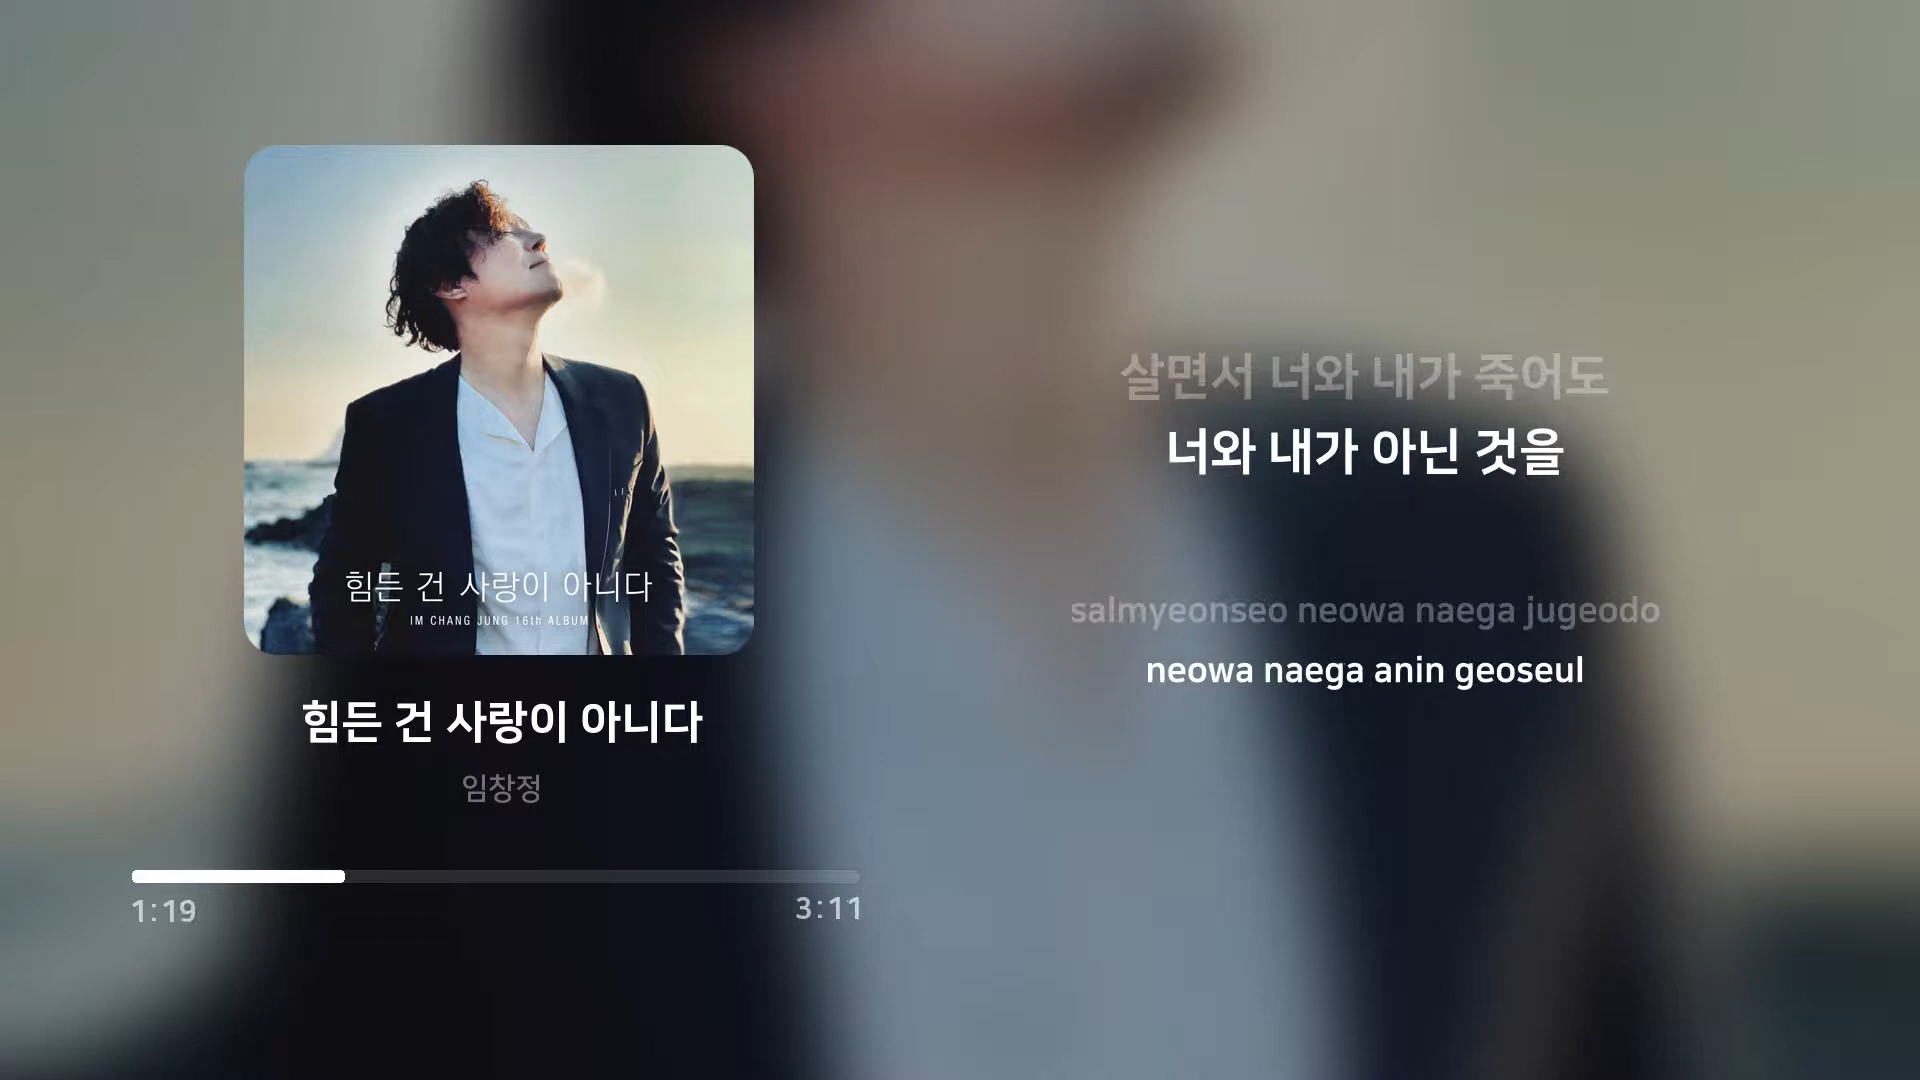 힘든 건 사랑이 아니다
IM CHANG JUNG 16th ALBUM
힘든 건 사랑이 아니다
임창정
1:19
3:11
살면서 너와 내가 죽어도
너와 내가 아닌 것을
salmyeonseo neowa naega jugeodo
neowa naega anin geoseul